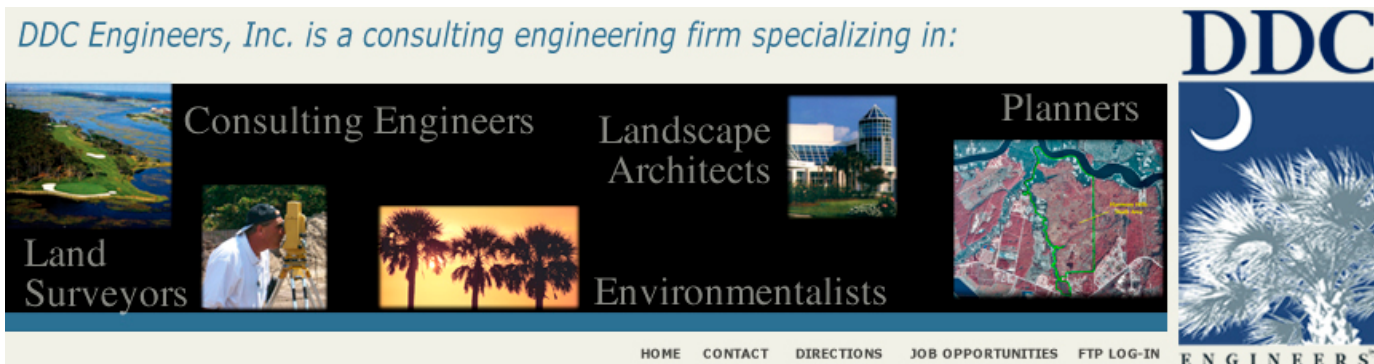 DDC Engineers, Inc. is a consulting engineering firm specializing in:
DDC
Consulting Engineers
Landscape
Architects
Planners
Land
Surveyors
Environmentalists
HOME CONTACT DIRECTIONS JOB OPPORTUNITIES FTP LOG-IN
ENGINEERS